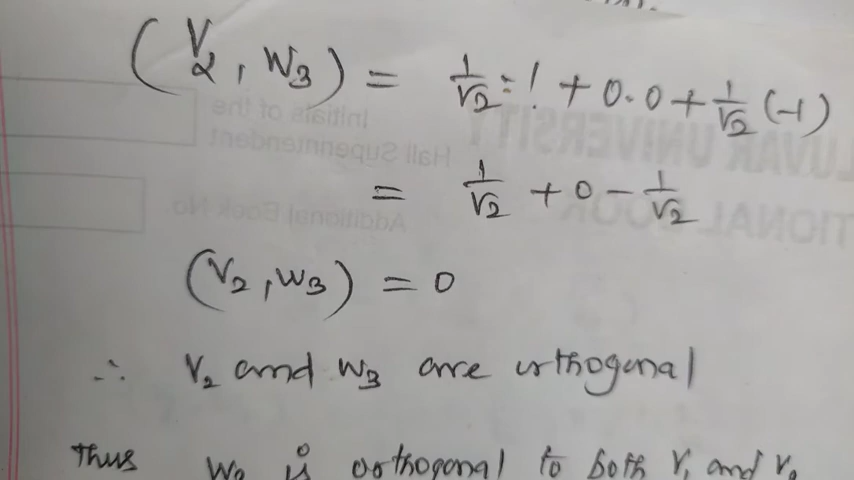 (V₂, W₃) = 1/√2 · 1 + 0.0 + 1/√2 (-1)
= 1/√2 + 0 - 1/√2
(V₂, W₃) = 0
∴ V₂ and W₃ are orthogonal
Thus W₃ is orthogonal to both V₁ and V₂